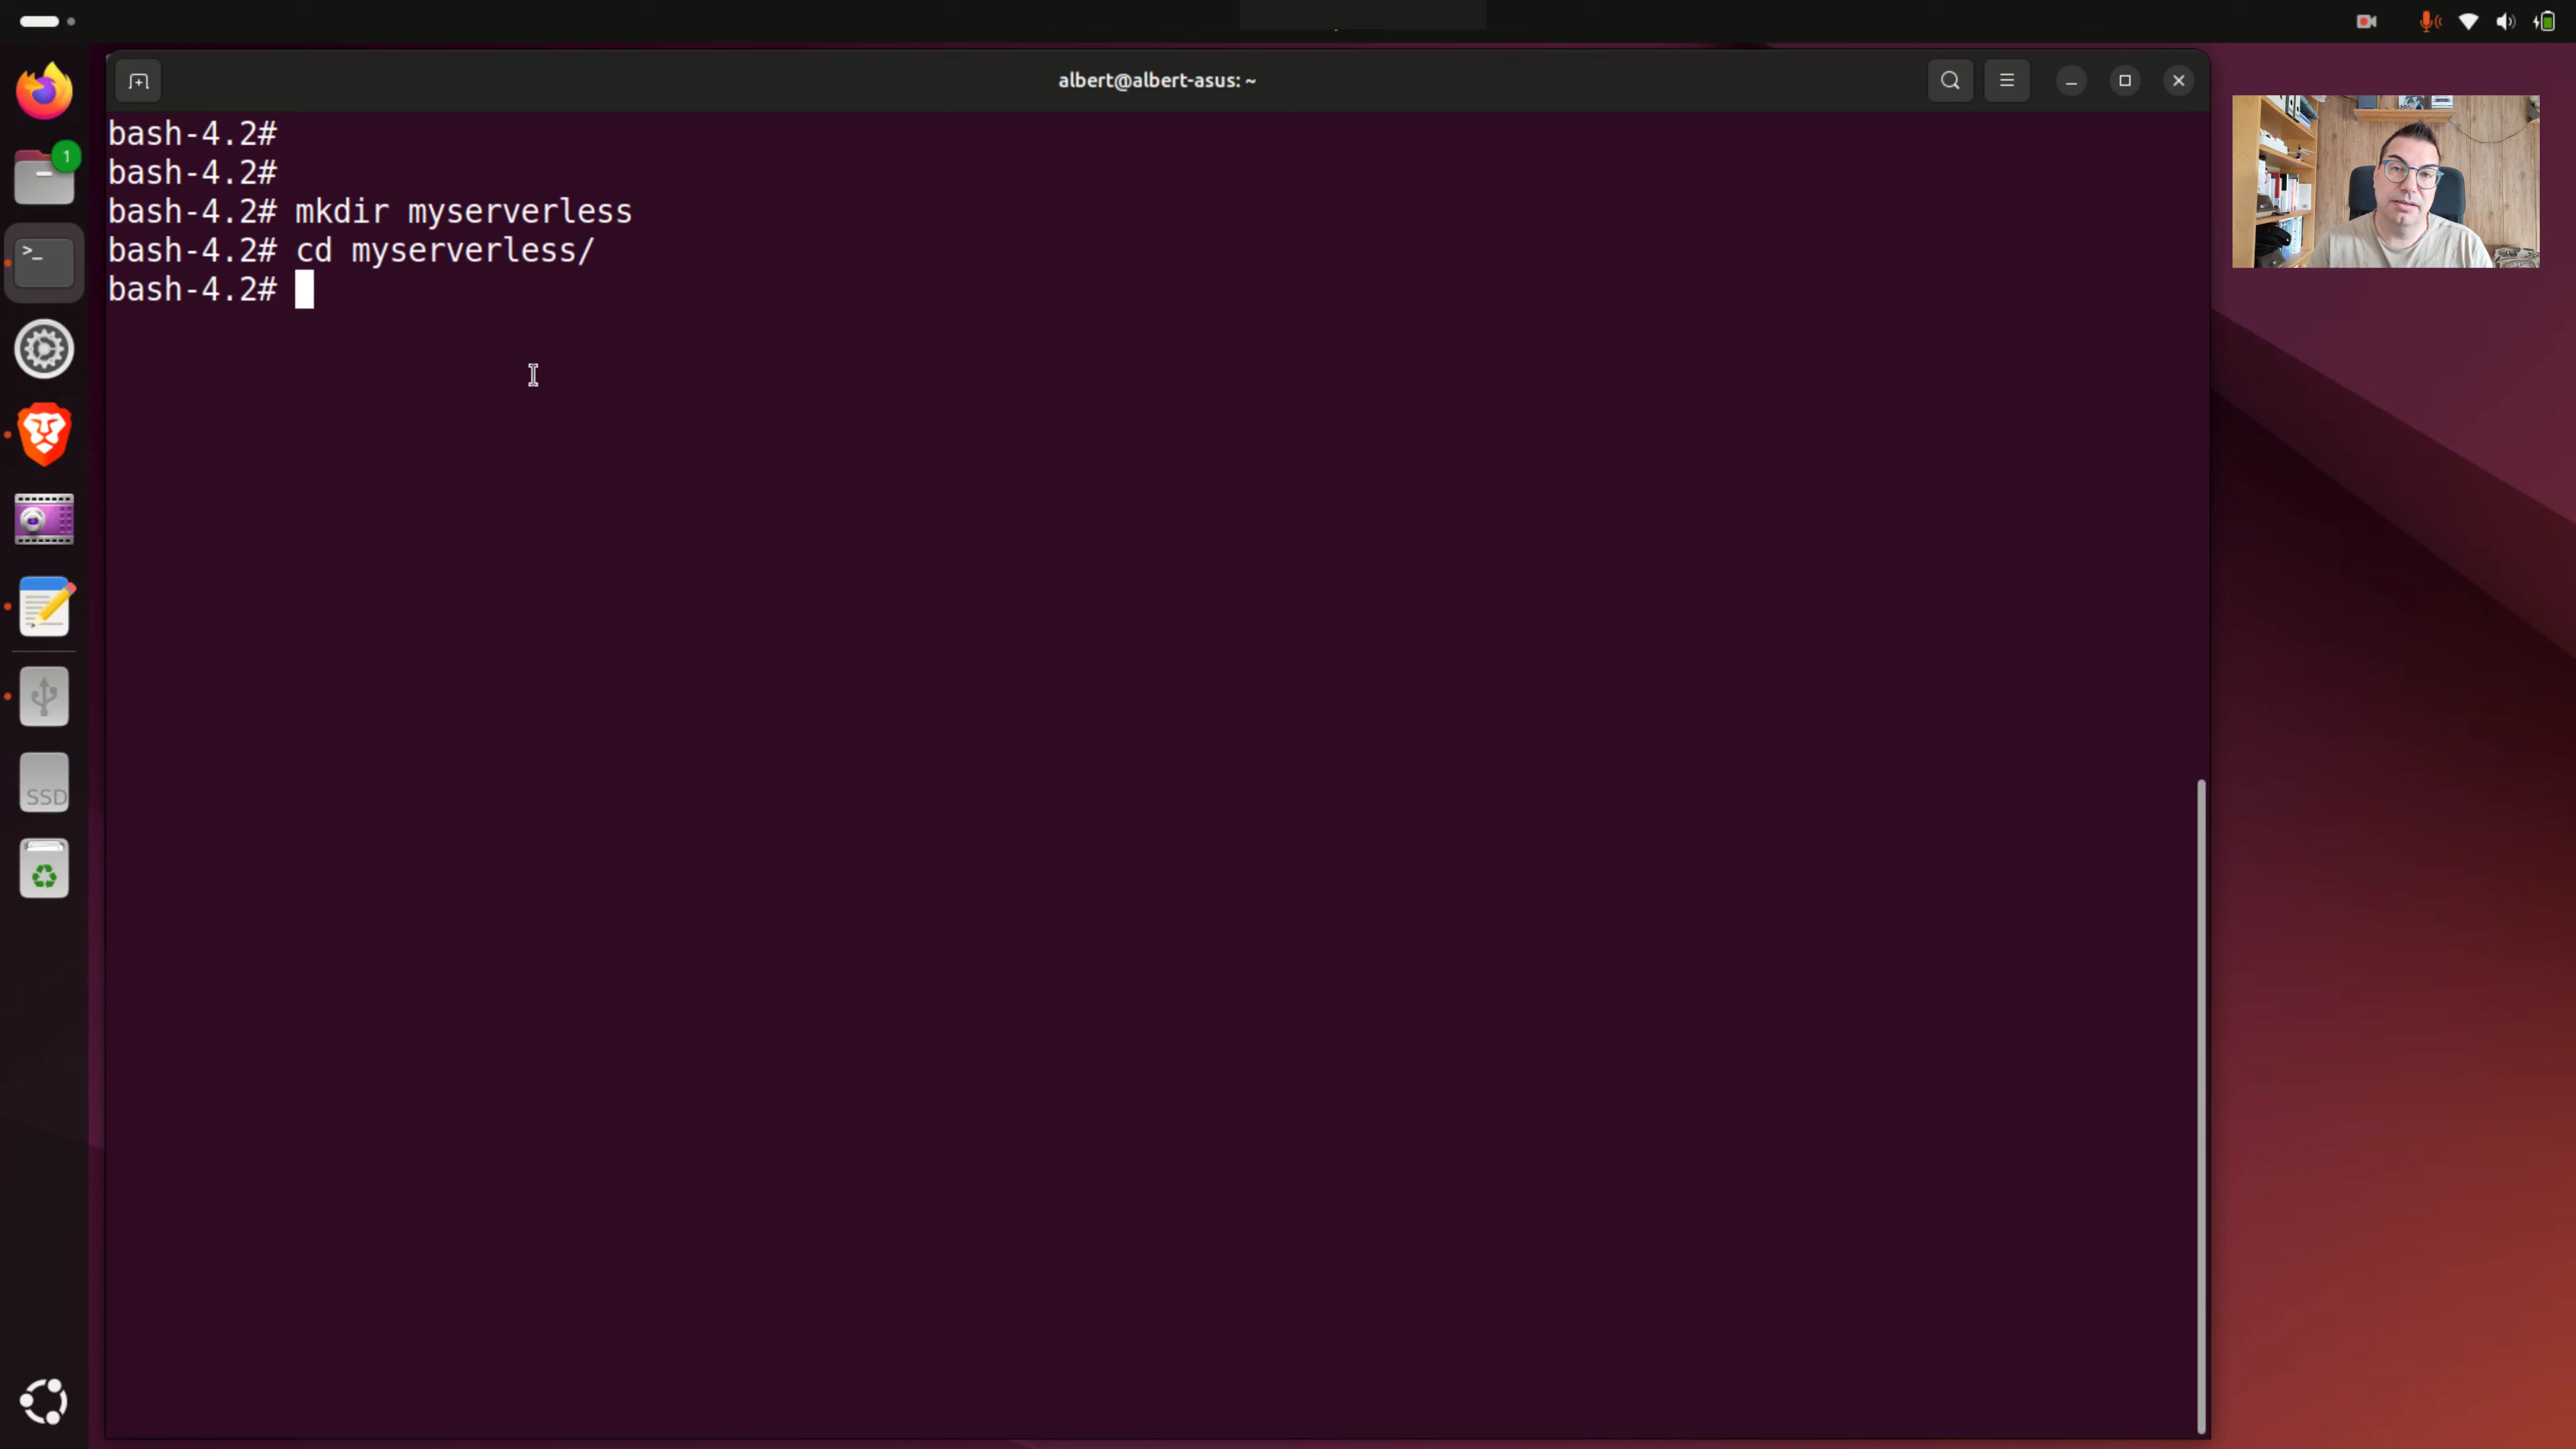 albert@albert-asus: ~
1
bash-4.2#
bash-4.2#
bash-4.2# mkdir myserverless
bash-4.2# cd myserverless/
bash-4.2#
>_
SSD